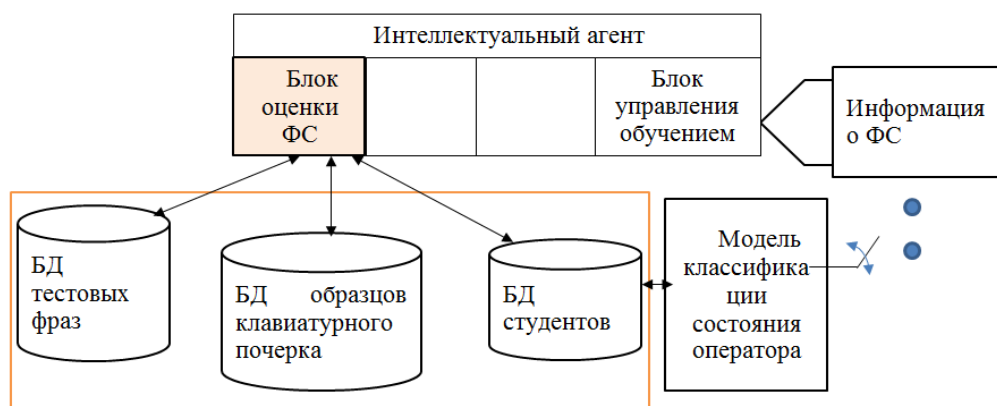 Интеллектуальный агент
Блок
оценки
ФС
Блок
управления
обучением
Информация
о ФС
БД
тестовых
фраз
БД образцов
клавиатурного
почерка
БД
студентов
Модель
классифика
ции
состояния
оператора